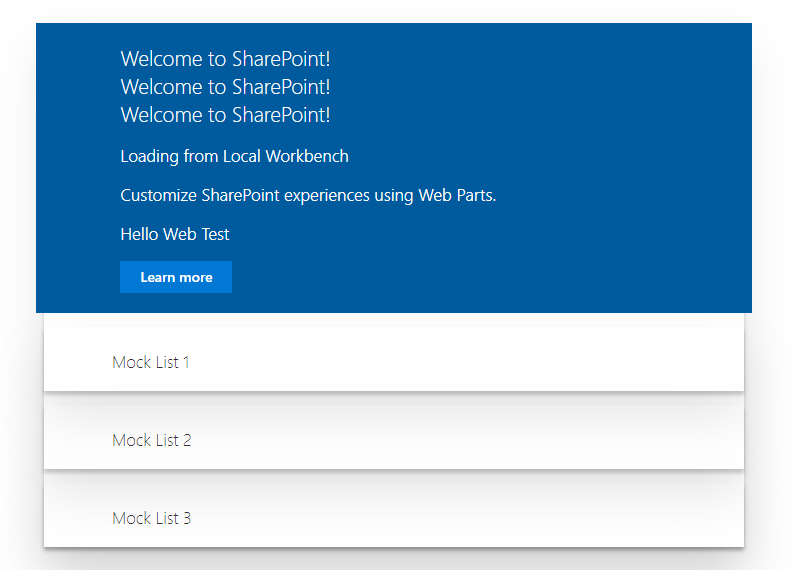 Welcome to SharePoint!
Welcome to SharePoint!
Welcome to SharePoint!
Loading from Local Workbench
Customize SharePoint experiences using Web Parts.
Hello Web Test
Learn more
Mock List 1
Mock List 2
Mock List 3